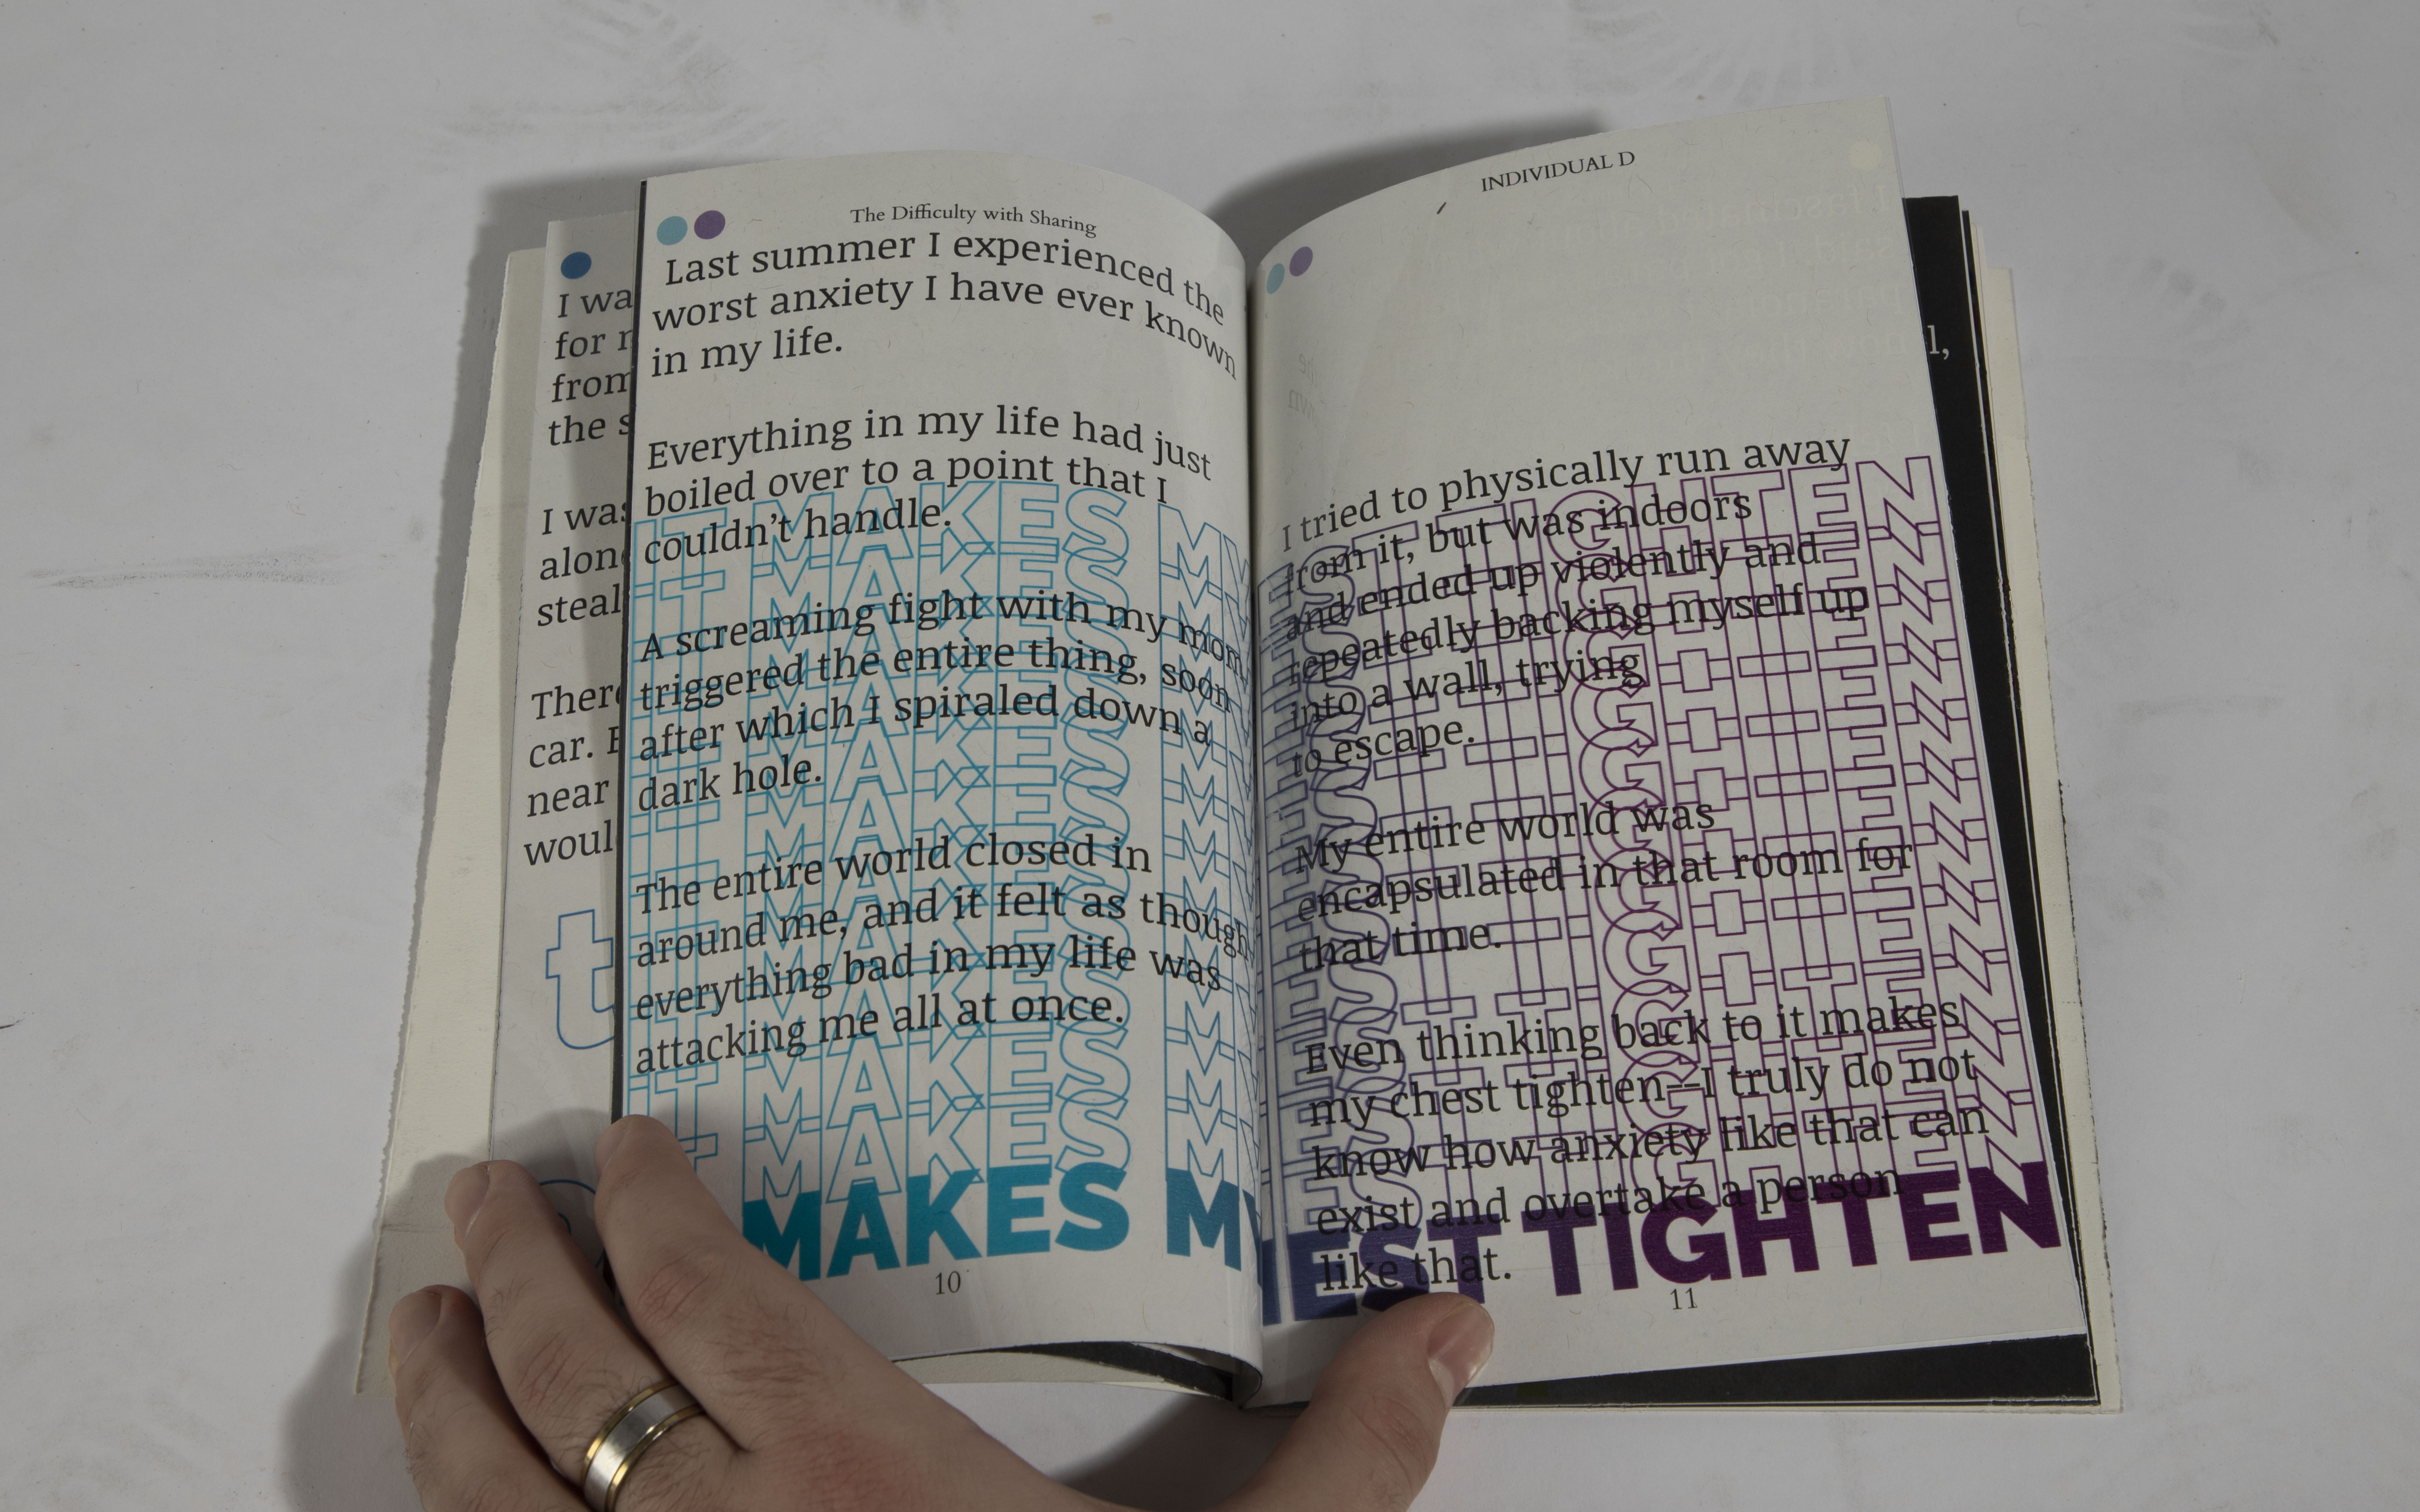 I wa
for
from
the s
I was
alon
steal
There
car.
near
woul
t
The Difficulty with Sharing
Last summer I experienced the
worst anxiety I have ever known
in my life.
Everything in my life had just
boiled over to a point that I
couldn't handle.
A screaming fight with my mom
triggered the entire thing, soon
after which I spiraled down a
dark hole.
The entire world closed in
around me, and it felt as though
everything bad in my life was
attacking me all at once.
IT MAKES MY
IT MAKES MY
IT MAKES MY
IT MAKES MY
IT MAKES MY
IT MAKES MY
IT MAKES MY
IT MAKES MY
IT MAKES MY
IT MAKES MY
MAKES MY
10
INDIVIDUAL D
l,
I tried to physically run away
from it, but was indoors
and ended up violently and
repeatedly backing myself up
into a wall, trying
to escape.
My entire world was
encapsulated in that room for
that time.
Even thinking back to it makes
my chest tighten--I truly do not
know how anxiety like that can
exist and overtake a person
like that.
EST TIGHTEN
EST TIGHTEN
EST TIGHTEN
EST TIGHTEN
EST TIGHTEN
EST TIGHTEN
EST TIGHTEN
EST TIGHTEN
EST TIGHTEN
EST TIGHTEN
HEST TIGHTEN
11